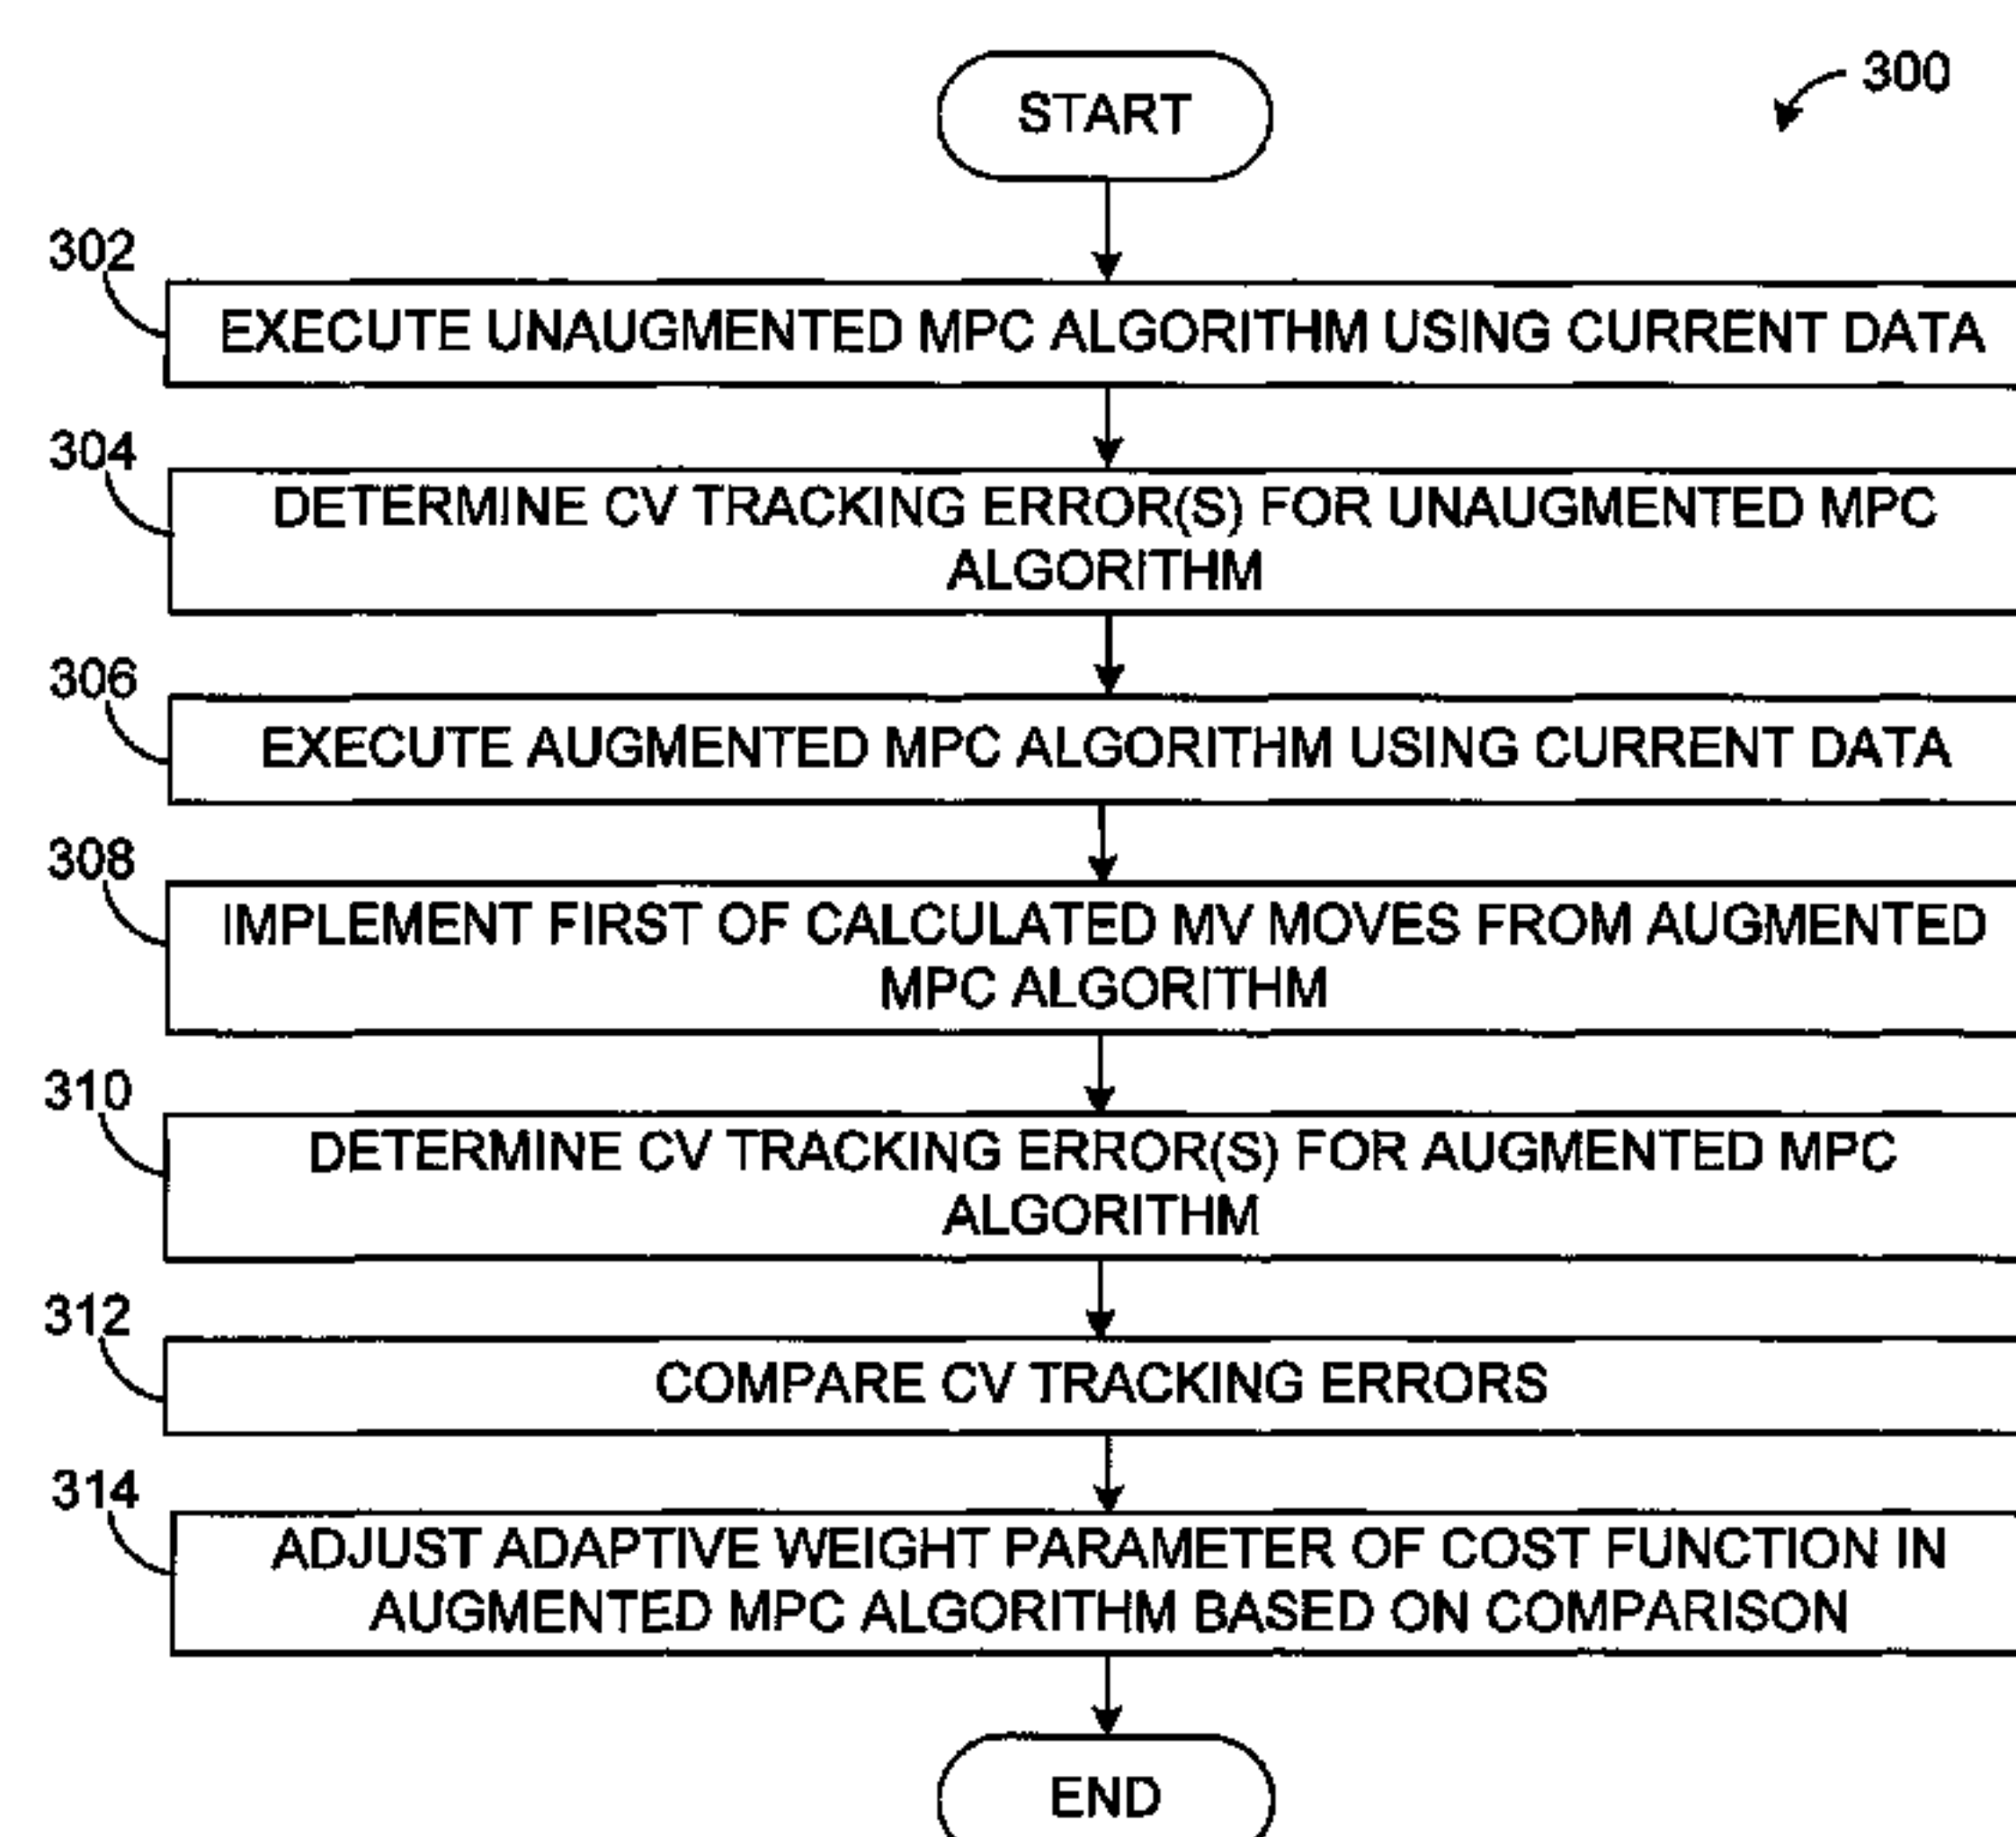 START
300
302
EXECUTE UNAUGMENTED MPC ALGORITHM USING CURRENT DATA
304
DETERMINE CV TRACKING ERROR(S) FOR UNAUGMENTED MPC
ALGORITHM
306
EXECUTE AUGMENTED MPC ALGORITHM USING CURRENT DATA
308
IMPLEMENT FIRST OF CALCULATED MV MOVES FROM AUGMENTED
MPC ALGORITHM
310
DETERMINE CV TRACKING ERROR(S) FOR AUGMENTED MPC
ALGORITHM
312
COMPARE CV TRACKING ERRORS
314
ADJUST ADAPTIVE WEIGHT PARAMETER OF COST FUNCTION IN
AUGMENTED MPC ALGORITHM BASED ON COMPARISON
END